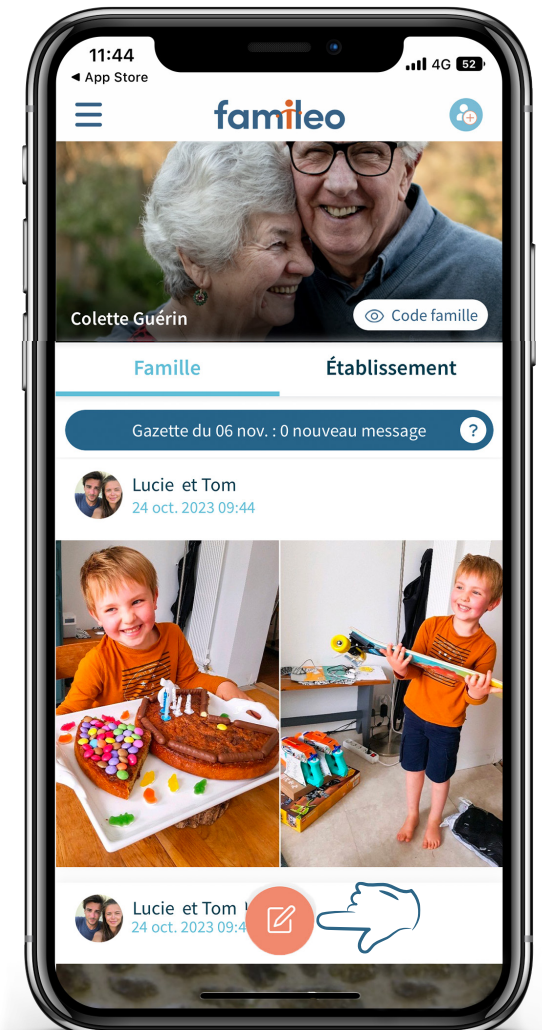 11:44
◀ App Store
4G 52
famileo
Colette Guérin
Code famille
Famille
Établissement
Gazette du 06 nov. : 0 nouveau message
?
Lucie et Tom
24 oct. 2023 09:44
Lucie et Tom
24 oct. 2023 09:4